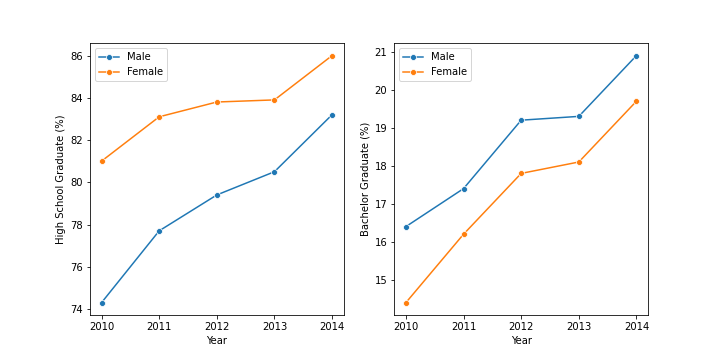 Male
Female
86
84
82
80
78
76
74
High School Graduate (%)
2010 2011 2012 2013 2014
Year
Male
Female
21
20
19
18
17
16
15
Bachelor Graduate (%)
2010 2011 2012 2013 2014
Year